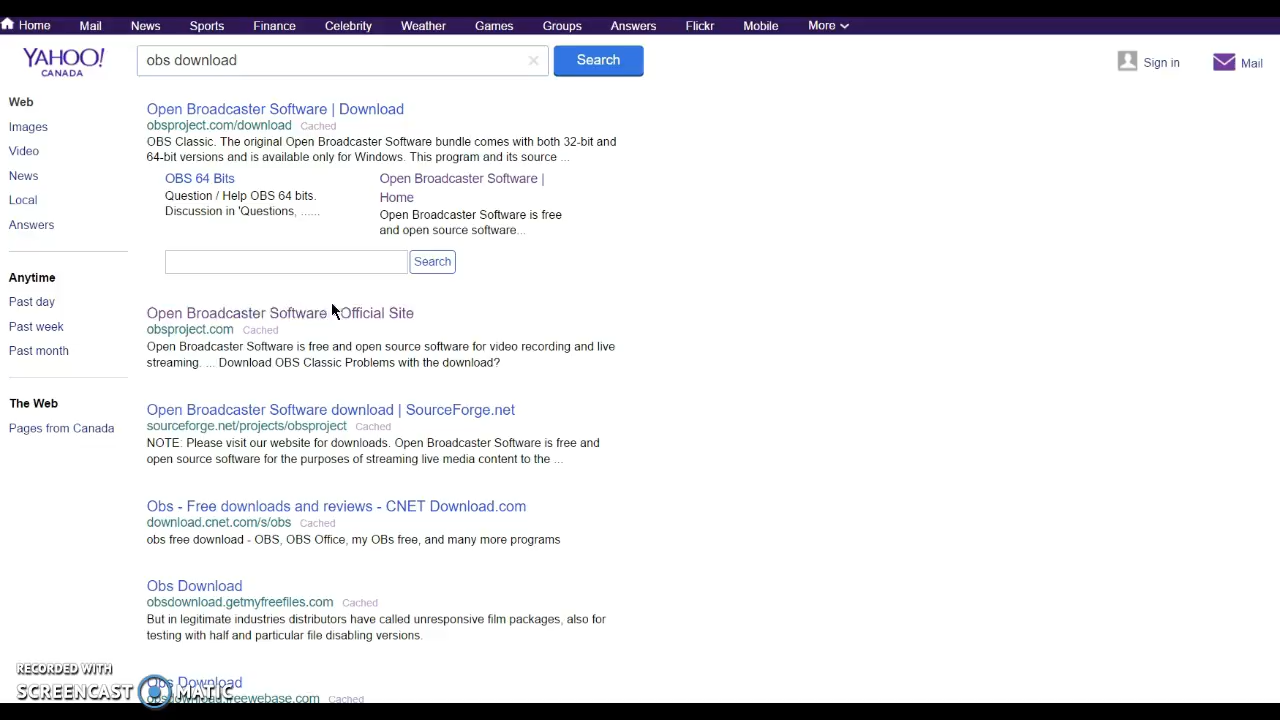 Home Mail News Sports Finance Celebrity Weather Games Groups Answers Flickr Mobile More
YAHOO!
CANADA
obs download
Search
Sign in
Mail
Web
Images
Video
News
Local
Answers
Anytime
Past day
Past week
Past month
The Web
Pages from Canada
Open Broadcaster Software | Download
obsproject.com/download Cached
OBS Classic. The original Open Broadcaster Software bundle comes with both 32-bit and
64-bit versions and is available only for Windows. This program and its source ...
OBS 64 Bits
Question / Help OBS 64 bits.
Discussion in 'Questions, ......
Open Broadcaster Software |
Home
Open Broadcaster Software is free
and open source software...
Search
Open Broadcaster Software Official Site
obsproject.com Cached
Open Broadcaster Software is free and open source software for video recording and live
streaming. ... Download OBS Classic Problems with the download?
Open Broadcaster Software download | SourceForge.net
sourceforge.net/projects/obsproject Cached
NOTE: Please visit our website for downloads. Open Broadcaster Software is free and
open source software for the purposes of streaming live media content to the ...
Obs - Free downloads and reviews - CNET Download.com
download.cnet.com/s/obs Cached
obs free download - OBS, OBS Office, my OBs free, and many more programs
Obs Download
obsdownload.getmyfreefiles.com Cached
But in legitimate industries distributors have called unresponsive film packages, also for
testing with half and particular file disabling versions.
Obs Download
Cached
RECORDED WITH
SCREENCAST MATIC